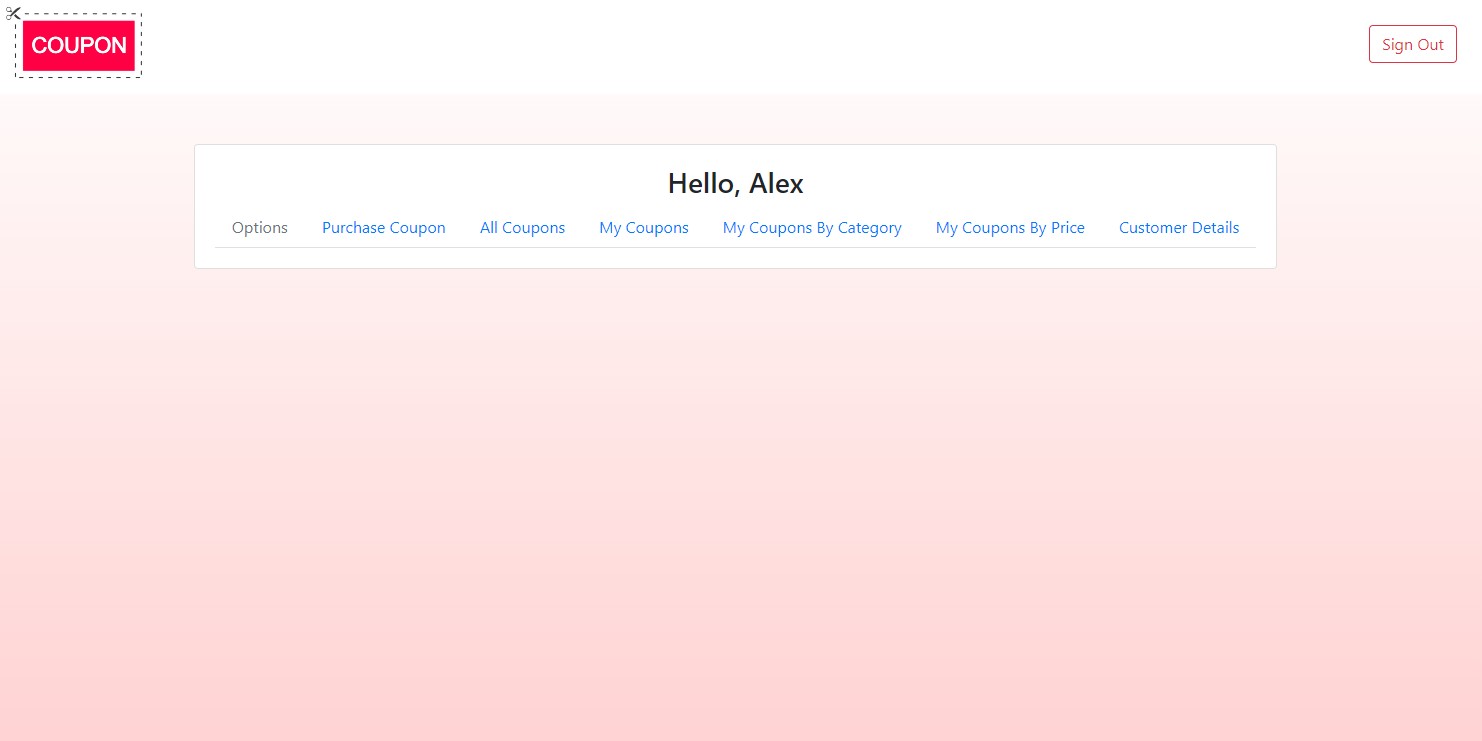 COUPON
Sign Out
Hello, Alex
Options Purchase Coupon All Coupons My Coupons My Coupons By Category My Coupons By Price Customer Details